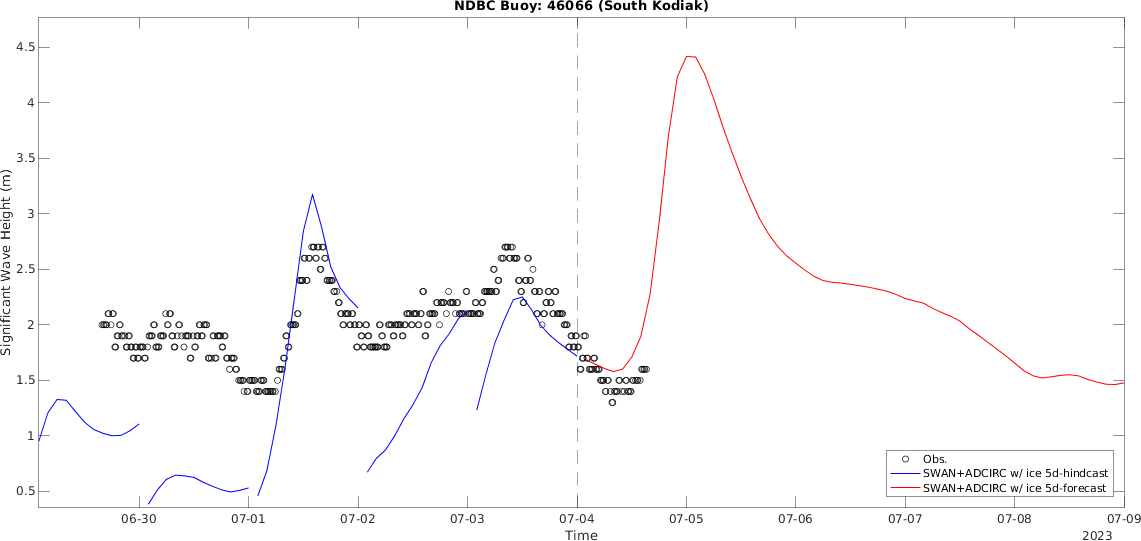 NDBC Buoy: 46066 (South Kodiak)
Significant Wave Height (m)
4.5
4
3.5
3
2.5
2
1.5
1
0.5
Obs.
SWAN+ADCIRC w/ ice 5d-hindcast
SWAN+ADCIRC w/ ice 5d-forecast
06-30 07-01 07-02 07-03 07-04 07-05 07-06 07-07 07-08 07-09
Time
2023